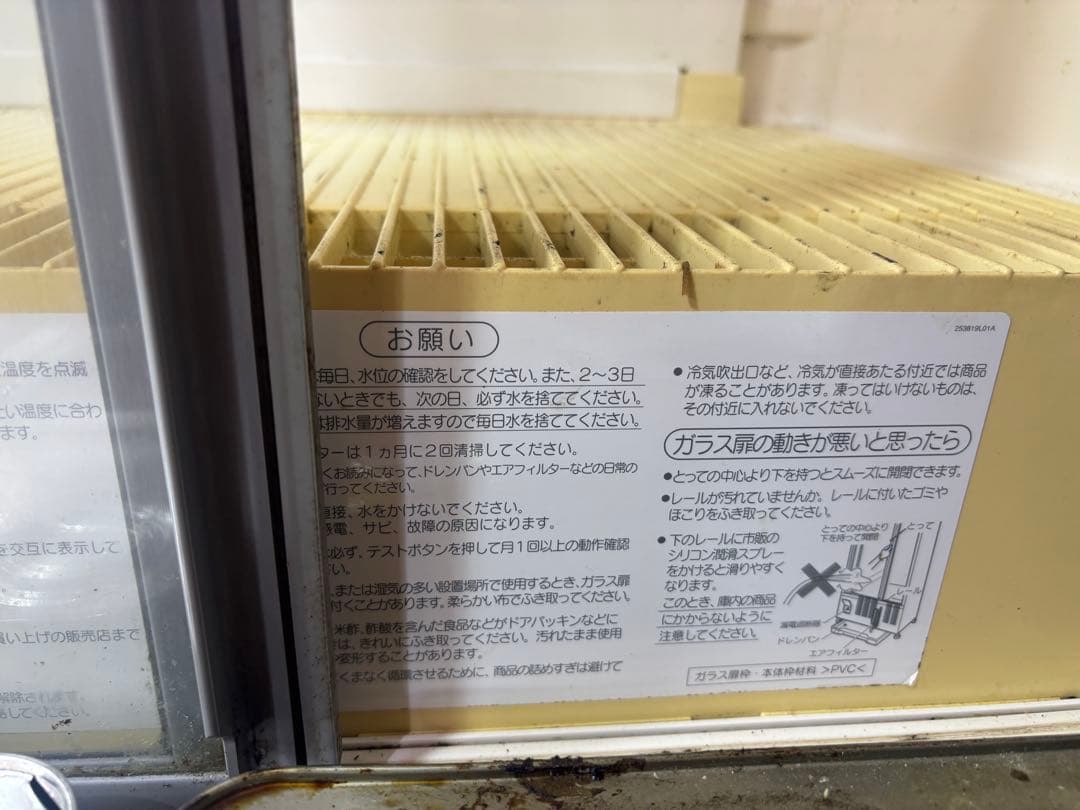 温度を点滅
い温度に合わ
ます。
を交互に表示して
い上げの販売店まで
解除されます。
してください。
お願い
毎日、水位の確認をしてください。また、2〜3日
ないときでも、次の日、必ず水を捨ててください。
は排水量が増えますので毎日水を捨ててください。
ターは1ヵ月に2回清掃してください。
くお読みになって、ドレンパンやエアフィルターなどの日常の
行ってください。
直接、水をかけないでください。
感電、サビ、故障の原因になります。
必ず、テストボタンを押して月1回以上の動作確認
い。
、または湿気の多い設置場所で使用するとき、ガラス扉
付くことがあります。柔らかい布でふき取ってください。
米酢、酢酸を含んだ食品などがドアパッキンなどに
は、きれいにふき取ってください。汚れたまま使用
変形することがあります。
くまなく循環させるために、商品の詰めすぎは避けて
253B19L01A
●冷気吹出口など、冷気が直接あたる付近では商品
が凍ることがあります。凍ってはいけないものは、
その付近に入れないでください。
ガラス扉の動きが悪いと思ったら
●とっての中心より下を持つとスムーズに開閉できます。
●レールが汚れていませんか。レールに付いたゴミや
ほこりをふき取ってください。
●下のレールに市販の
シリコン潤滑スプレー
をかけると滑りやすく
なります。
このとき、庫内の商品
にかからないように
注意してください。
とっての中心より
下を持って開閉
とって
レール
漏電遮断器
ドレンパン
エアフィルター
ガラス扉枠・本体枠材料 >PVC<